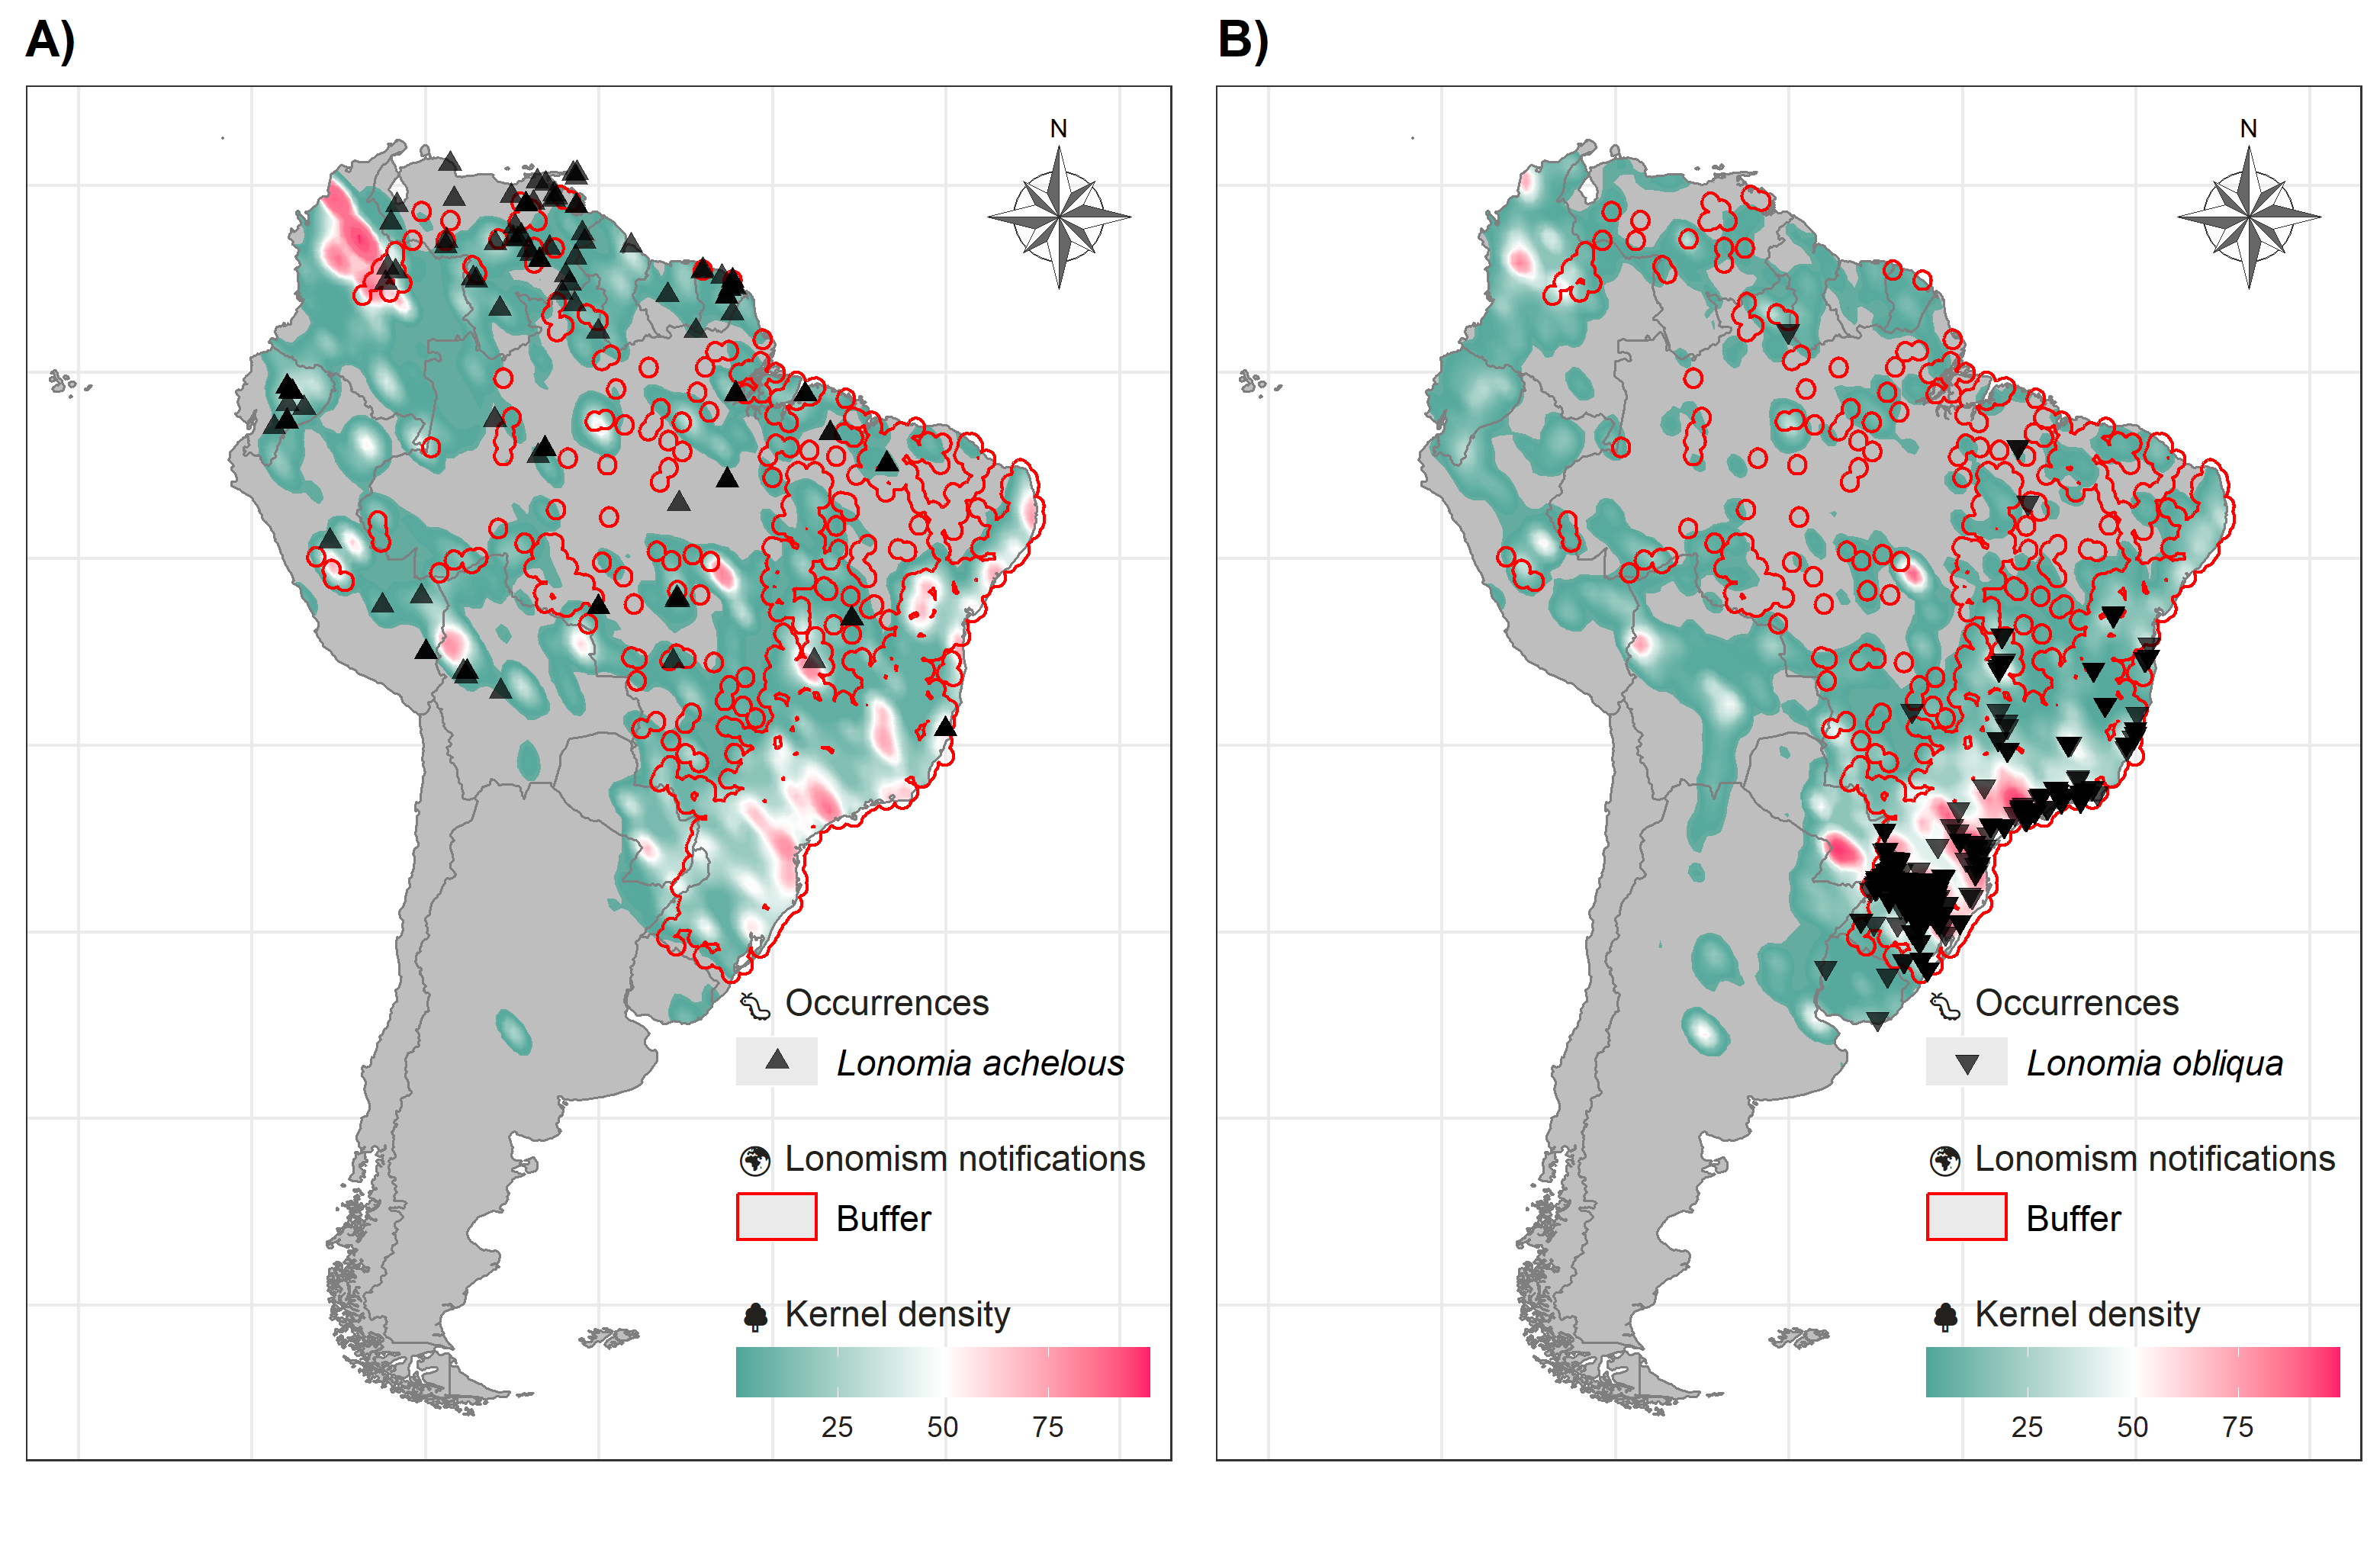 A)
N
Occurrences
Lonomia achelous
Lonomism notifications
Buffer
Kernel density
25 50 75
B)
N
Occurrences
Lonomia obliqua
Lonomism notifications
Buffer
Kernel density
25 50 75